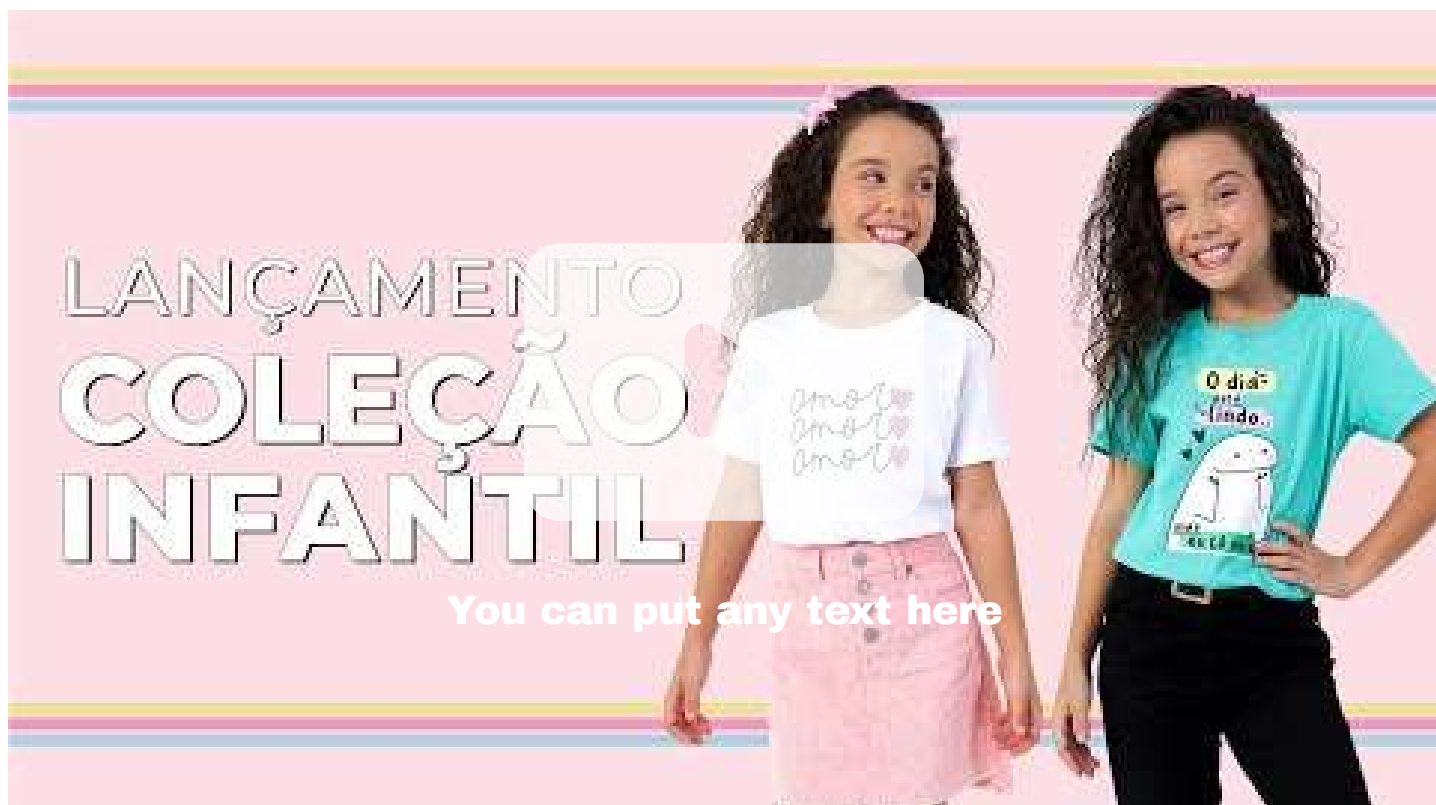 LANÇAMENTO
COLEÇÃO
INFANTIL
amor
amor
amor
O dia
lindo.
You can put any text here